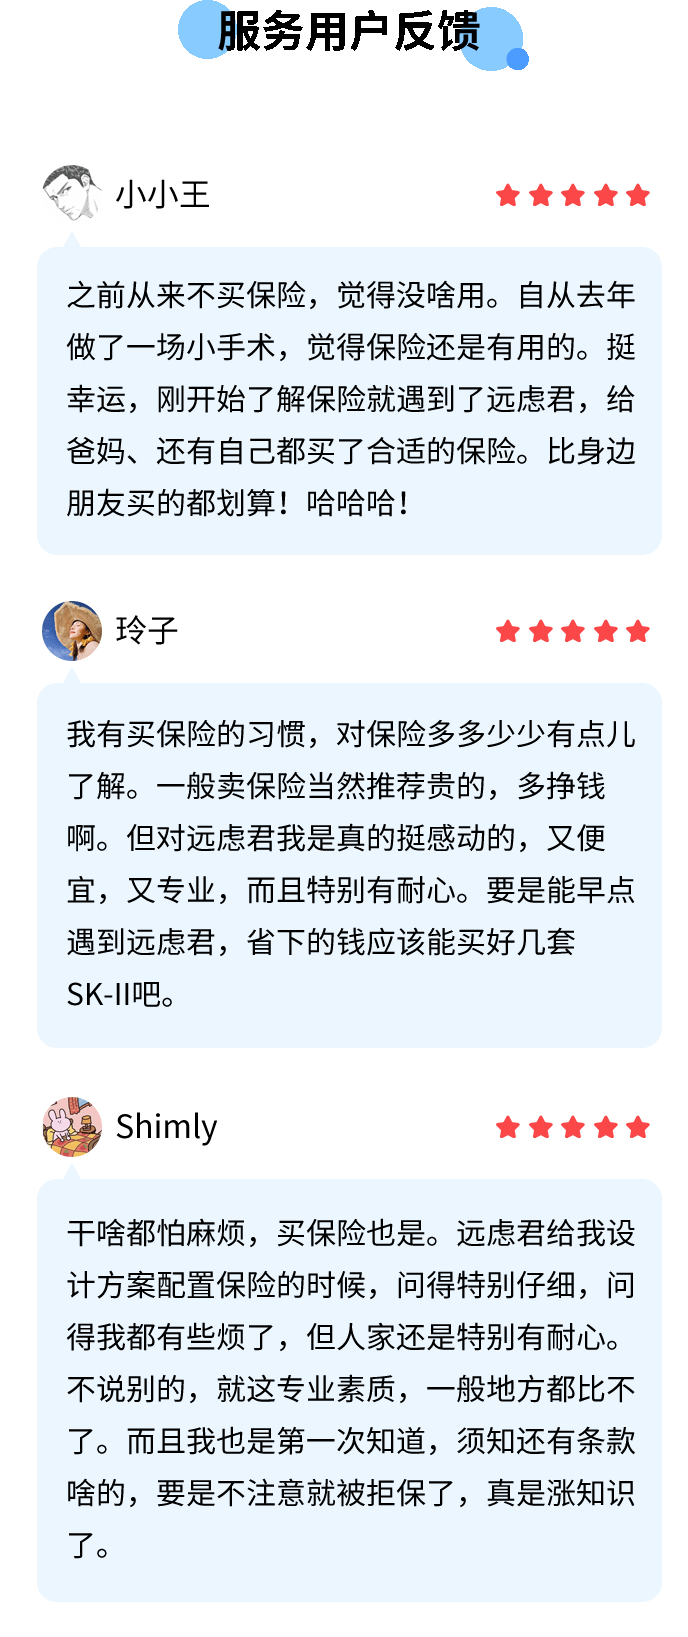 服务用户反馈
小小王
之前从来不买保险，觉得没啥用。自从去年
做了一场小手术，觉得保险还是有用的。挺
幸运，刚开始了解保险就遇到了远虑君，给
爸妈、还有自己都买了合适的保险。比身边
朋友买的都划算！哈哈哈！
玲子
我有买保险的习惯，对保险多多少少有点儿
了解。一般卖保险当然推荐贵的，多挣钱
啊。但对远虑君我是真的挺感动的，又便
宜，又专业，而且特别有耐心。要是能早点
遇到远虑君，省下的钱应该能买好几套
SK-II吧。
Shimly
干啥都怕麻烦，买保险也是。远虑君给我设
计方案配置保险的时候，问得特别仔细，问
得我都有些烦了，但人家还是特别有耐心。
不说别的，就这专业素质，一般地方都比不
了。而且我也是第一次知道，须知还有条款
啥的，要是不注意就被拒保了，真是涨知识
了。